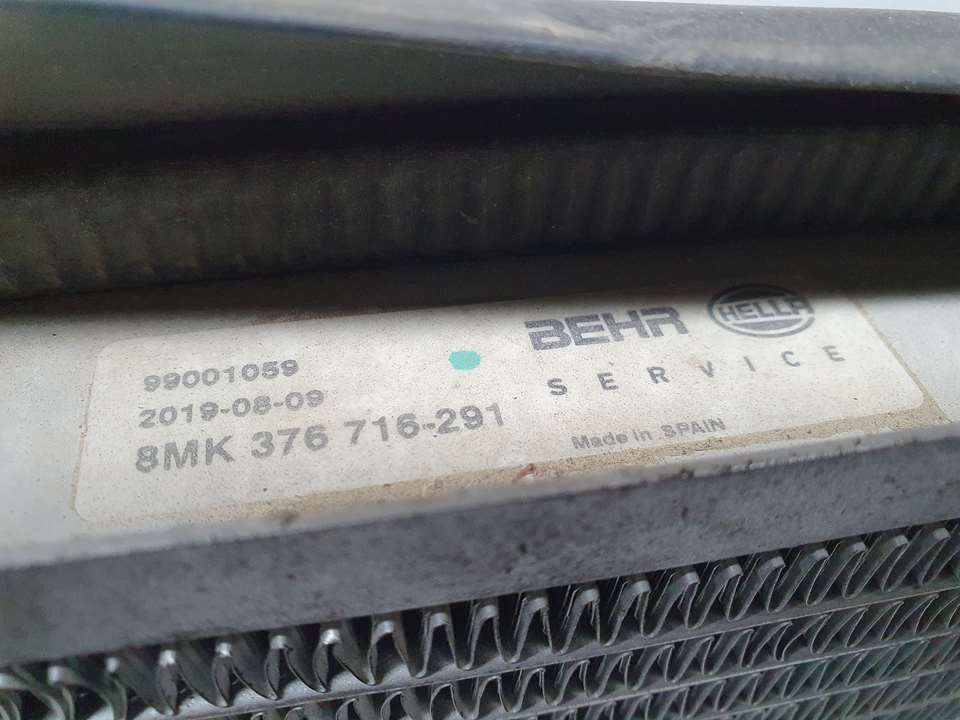 99001059
2019-08-09
8MK 376 716-291
BEHR HELLA
SERVICE
Made in SPAIN